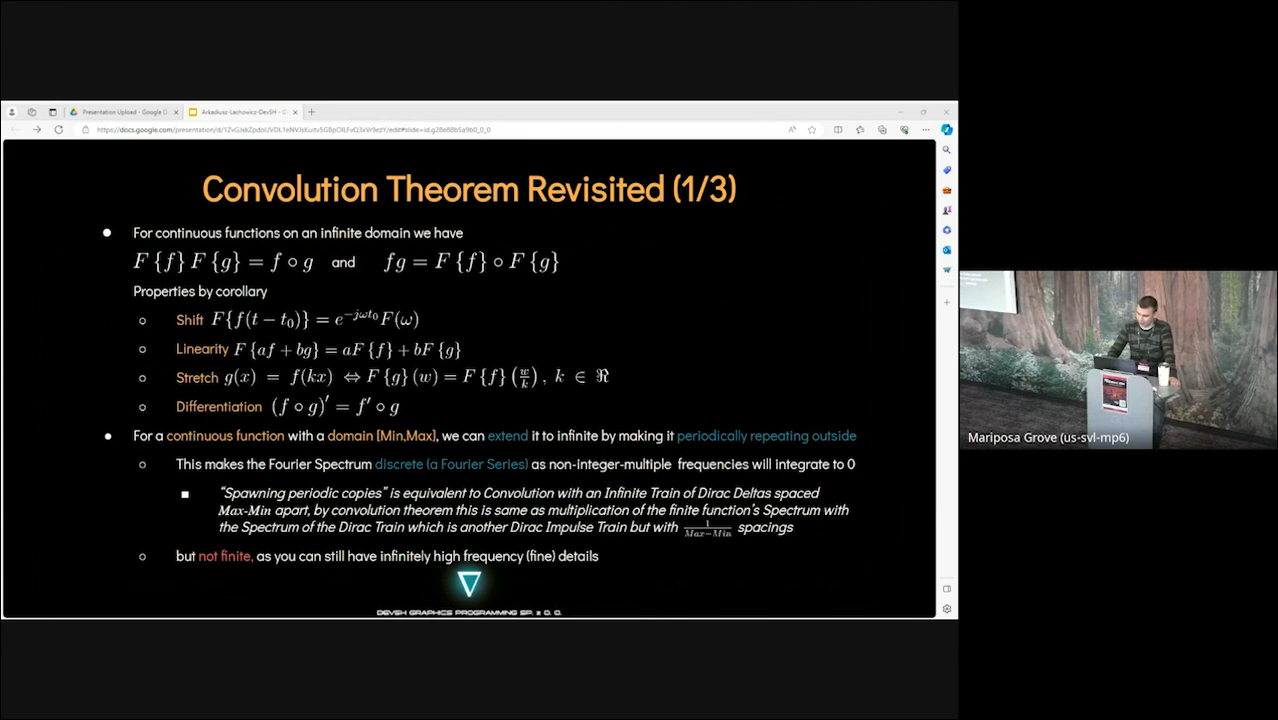 Presentation Upload - Google D
Arkadiusz-Lachowicz-DevSH - G
Convolution Theorem Revisited (1/3)
● For continuous functions on an infinite domain we have
F {f} F {g} = f ∘ g and fg = F {f} ∘ F {g}
Properties by corollary
○ Shift F{f(t − t₀)} = e^{−jωt₀}F(ω)
○ Linearity F {af + bg} = aF {f} + bF {g}
○ Stretch g(x) = f(kx) ⇔ F {g} (w) = F {f} (w/k) , k ∈ ℜ
○ Differentiation (f ∘ g)′ = f′ ∘ g
● For a continuous function with a domain [Min,Max], we can extend it to infinite by making it periodically repeating outside
○ This makes the Fourier Spectrum discrete (a Fourier Series) as non-integer-multiple frequencies will integrate to 0
■ “Spawning periodic copies” is equivalent to Convolution with an Infinite Train of Dirac Deltas spaced
Max-Min apart, by convolution theorem this is same as multiplication of the finite function's Spectrum with
the Spectrum of the Dirac Train which is another Dirac Impulse Train but with 1/(Max−Min) spacings
○ but not finite, as you can still have infinitely high frequency (fine) details
DEVSH GRAPHICS PROGRAMMING SP. z O. O.
Mariposa Grove (us-svl-mp6)